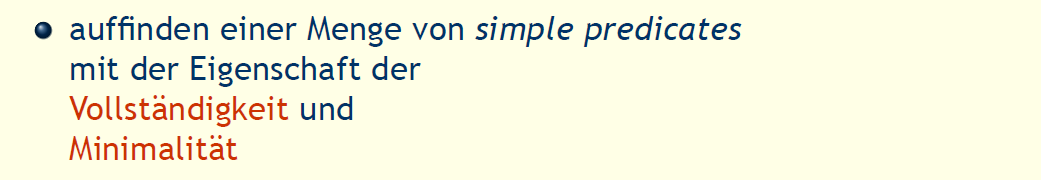 auffinden einer Menge von simple predicates
mit der Eigenschaft der
Vollständigkeit und
Minimalität